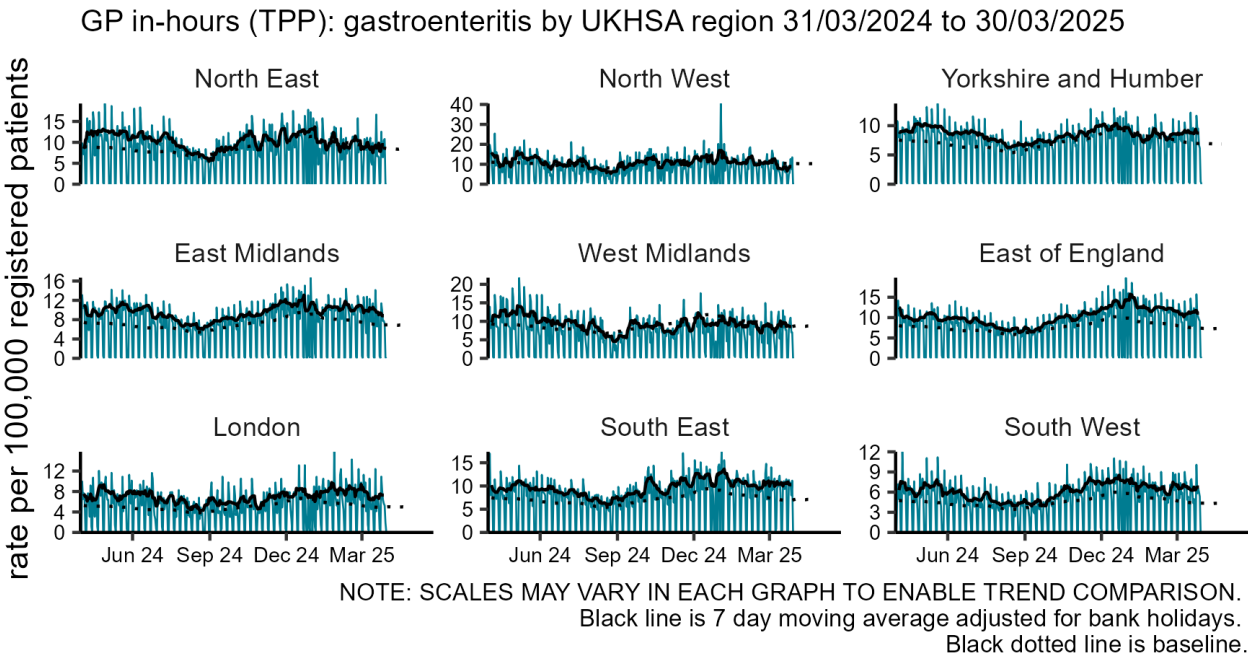 GP in-hours (TPP): gastroenteritis by UKHSA region 31/03/2024 to 30/03/2025
rate per 100,000 registered patients
North East
15
10
5
0
North West
40
30
20
10
0
Yorkshire and Humber
10
5
0
East Midlands
16
12
8
4
0
West Midlands
20
15
10
5
0
East of England
15
10
5
0
London
12
8
4
0
Jun 24 Sep 24 Dec 24 Mar 25
South East
15
10
5
0
Jun 24 Sep 24 Dec 24 Mar 25
South West
12
9
6
3
0
Jun 24 Sep 24 Dec 24 Mar 25
NOTE: SCALES MAY VARY IN EACH GRAPH TO ENABLE TREND COMPARISON.
Black line is 7 day moving average adjusted for bank holidays.
Black dotted line is baseline.